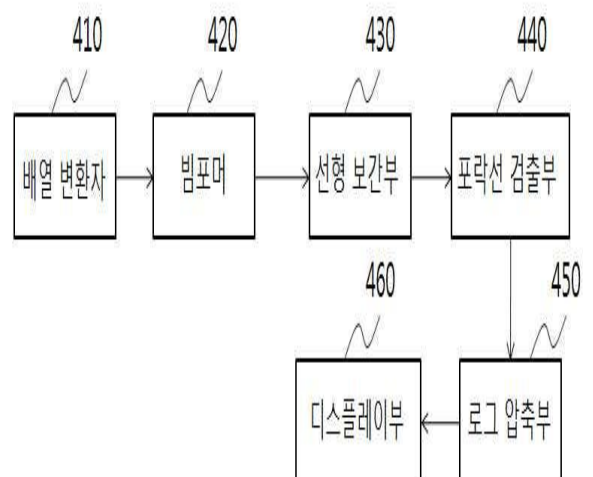 410 420 430 440
배열 변환자 빔포머 선형 보간부 포락선 검출부
460 450
디스플레이부 로그 압축부